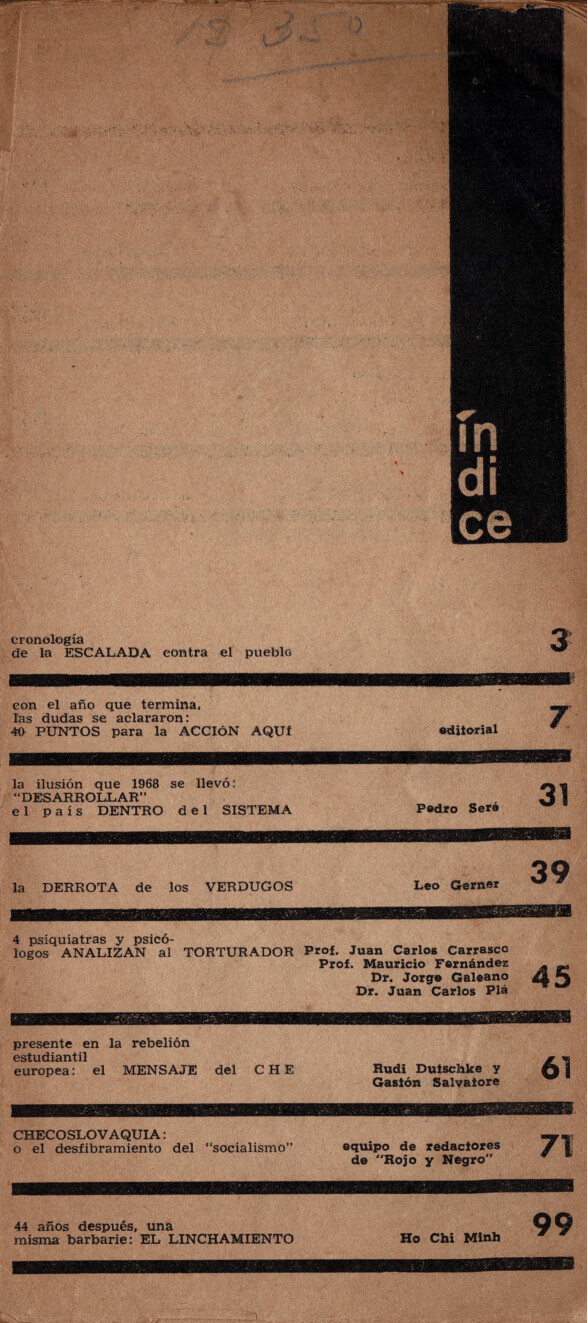 18 350
ín
di
ce
cronología
de la ESCALADA contra el pueblo
3
con el año que termina,
las dudas se aclararon:
40 PUNTOS para la ACCIÓN AQUÍ
editorial
7
la ilusión que 1968 se llevó:
"DESARROLLAR"
el país DENTRO del SISTEMA
Pedro Seré
31
la DERROTA de los VERDUGOS
Leo Gerner
39
4 psiquiatras y psicó-
logos ANALIZAN al TORTURADOR
Prof. Juan Carlos Carrasco
Prof. Mauricio Fernández
Dr. Jorge Galeano
Dr. Juan Carlos Plá
45
presente en la rebelión
estudiantil
europea: el MENSAJE del CHE
Rudi Dutschke y
Gastón Salvatore
61
CHECOSLOVAQUIA:
o el desfibramiento del "socialismo"
equipo de redactores
de "Rojo y Negro"
71
44 años después, una
misma barbarie: EL LINCHAMIENTO
Ho Chi Minh
99